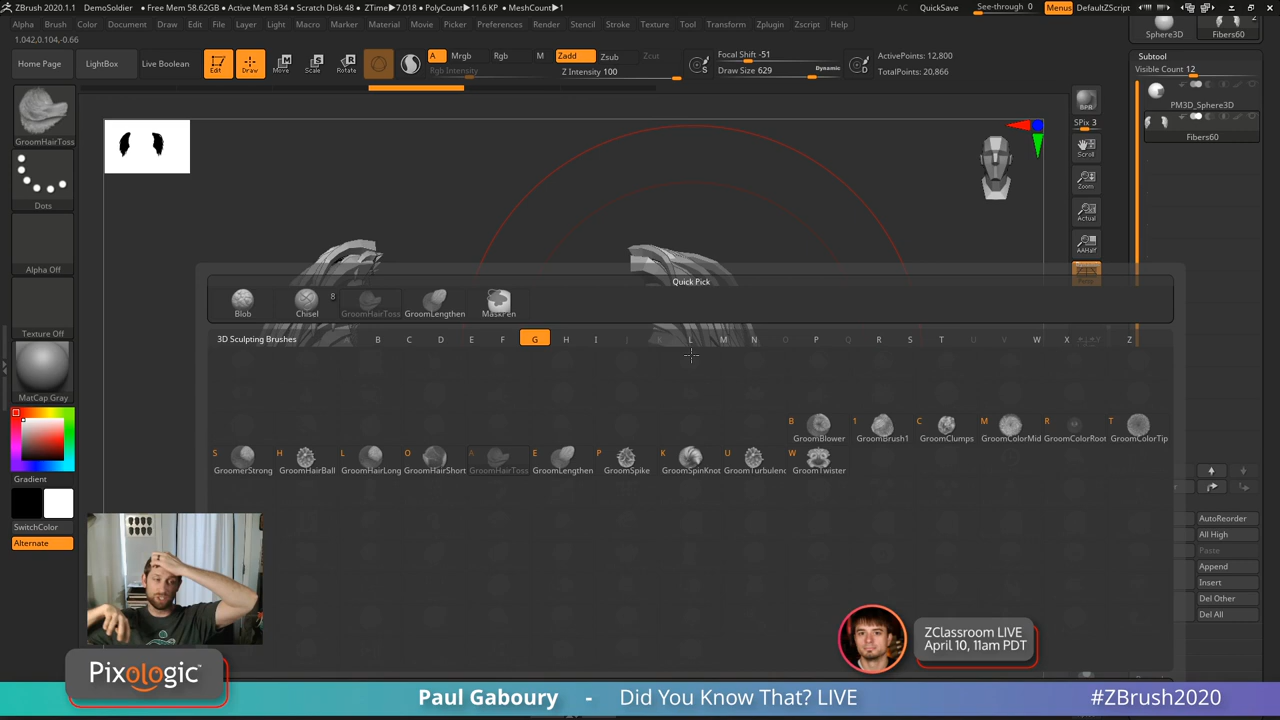 ZBrush 2020.1.1 DemoSoldier • Free Mem 58.62GB • Active Mem 834 • Scratch Disk 48 • ZTime▶7.018 • PolyCount▶11.6 KP • MeshCount▶1 AC QuickSave See-through 0 Menus DefaultZScript
Alpha Brush Color Document Draw Edit File Layer Light Macro Marker Material Movie Picker Preferences Render Stencil Stroke Texture Tool Transform Zplugin Zscript Help
1.042,0.104,-0.66
Home Page LightBox Live Boolean Edit Draw Move Scale Rotate
A Mrgb Rgb M Zadd Zsub Zcut
Rgb Intensity Z Intensity 100
Focal Shift -51
Draw Size 629 Dynamic
S D
ActivePoints: 12,800
TotalPoints: 20,866
Sphere3D Fibers60 2
Subtool
Visible Count 12
PM3D_Sphere3D
Fibers60
BPR
SPix 3
Scroll
Zoom
Actual
AAHalf
Persp
GroomHairToss
Dots
Alpha Off
Texture Off
MatCap Gray
Gradient
SwitchColor
Alternate
Quick Pick
Blob Chisel 8 GroomHairToss GroomLengthen MaskPen
3D Sculpting Brushes B C D E F G H I J K L M N O P Q R S T U V W X Y Z
B GroomBlower 1 GroomBrush1 C GroomClumps M GroomColorMid R GroomColorRoot T GroomColorTip
S GroomerStrong H GroomHairBall L GroomHairLong O GroomHairShort A GroomHairToss E GroomLengthen P GroomSpike K GroomSpinKnot U GroomTurbulenc W GroomTwister
AutoReorder
All High
Paste
Append
Insert
Del Other
Del All
ZClassroom LIVE
April 10, 11am PDT
Pixologic™
Paul Gaboury - Did You Know That? LIVE #ZBrush2020